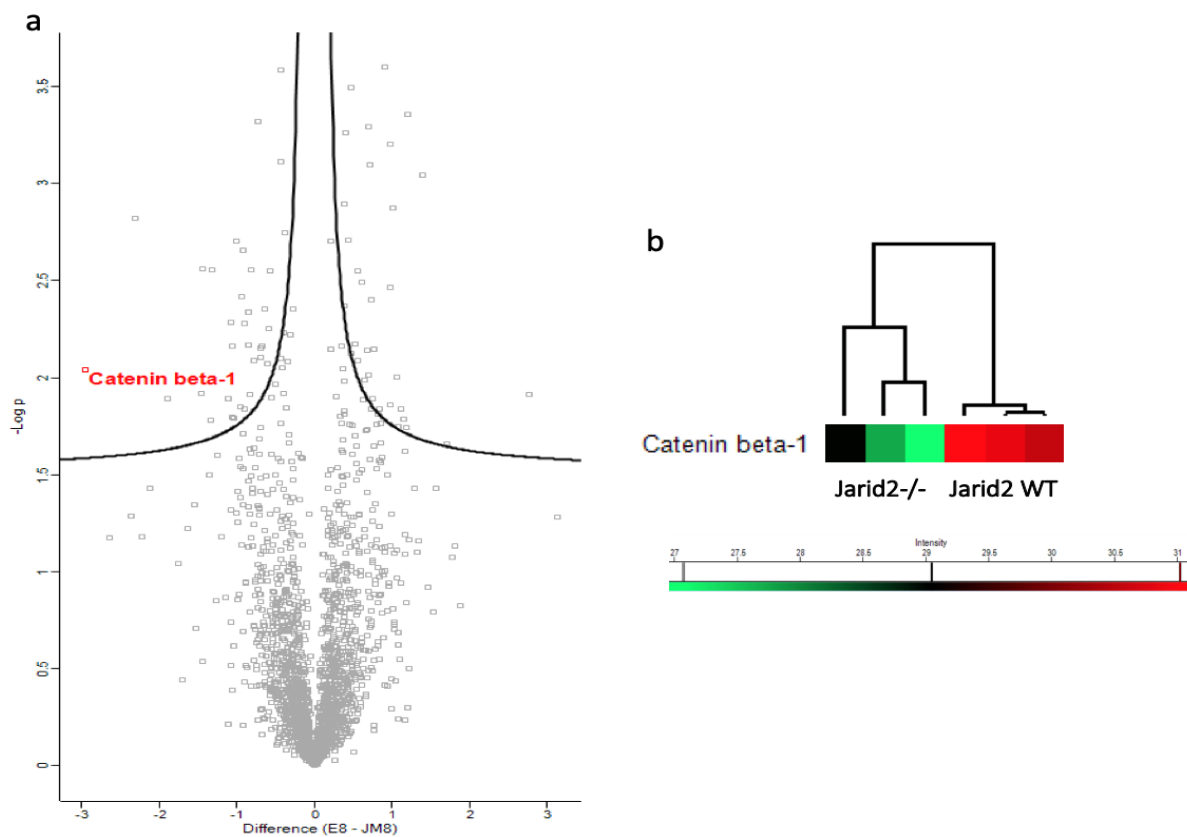 a
3.5
3
2.5
2
1.5
1
0.5
0
-Log p
Catenin beta-1
-3 -2 -1 0 1 2 3
Difference (E8 - JM8)
b
Catenin beta-1
Jarid2-/- Jarid2 WT
Intensity
27 27.5 28 28.5 29 29.5 30 30.5 31